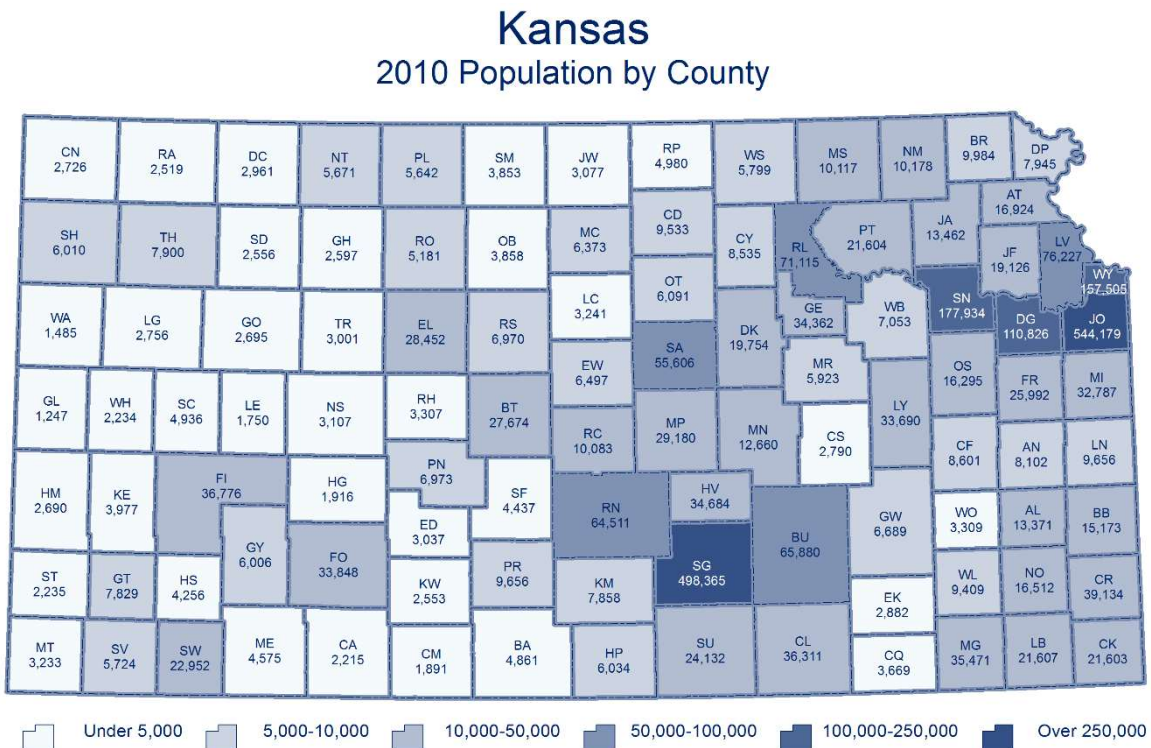 Kansas
2010 Population by County
CN
2,726
RA
2,519
DC
2,961
NT
5,671
PL
5,642
SM
3,853
JW
3,077
RP
4,980
WS
5,799
MS
10,117
NM
10,178
BR
9,984
DP
7,945
SH
6,010
TH
7,900
SD
2,556
GH
2,597
RO
5,181
OB
3,858
MC
6,373
CD
9,533
CY
8,535
RL
71,115
PT
21,604
JA
13,462
AT
16,924
JF
19,126
LV
76,227
WY
157,505
WA
1,485
LG
2,756
GO
2,695
TR
3,001
EL
28,452
RS
6,970
LC
3,241
OT
6,091
SA
55,606
DK
19,754
GE
34,362
WB
7,053
SN
177,934
DG
110,826
JO
544,179
GL
1,247
WH
2,234
SC
4,936
LE
1,750
NS
3,107
RH
3,307
BT
27,674
EW
6,497
RC
10,083
MP
29,180
MN
12,660
MR
5,923
CS
2,790
LY
33,690
OS
16,295
FR
25,992
MI
32,787
HM
2,690
KE
3,977
FI
36,776
HG
1,916
PN
6,973
SF
4,437
ED
3,037
RN
64,511
HV
34,684
BU
65,880
GW
6,689
CF
8,601
AN
8,102
LN
9,656
WO
3,309
AL
13,371
BB
15,173
ST
2,235
GT
7,829
HS
4,256
GY
6,006
FO
33,848
KW
2,553
PR
9,656
KM
7,858
SG
498,365
EK
2,882
WL
9,409
NO
16,512
CR
39,134
MT
3,233
SV
5,724
SW
22,952
ME
4,575
CA
2,215
CM
1,891
BA
4,861
HP
6,034
SU
24,132
CL
36,311
CQ
3,669
MG
35,471
LB
21,607
CK
21,603
Under 5,000
5,000-10,000
10,000-50,000
50,000-100,000
100,000-250,000
Over 250,000